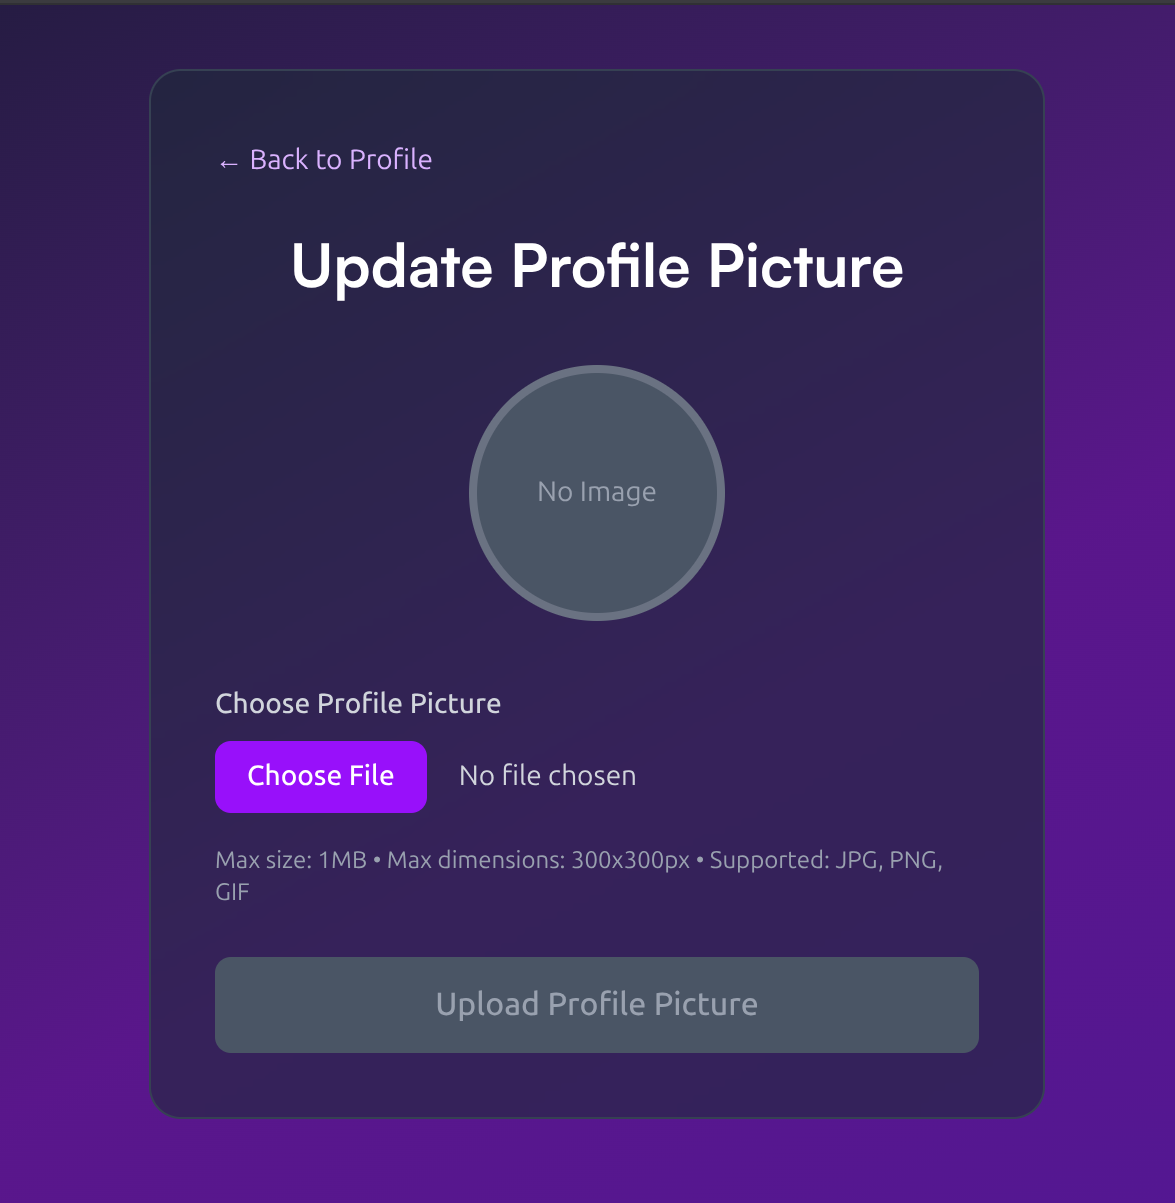 ← Back to Profile
Update Profile Picture
No Image
Choose Profile Picture
Choose File No file chosen
Max size: 1MB • Max dimensions: 300x300px • Supported: JPG, PNG,
GIF
Upload Profile Picture